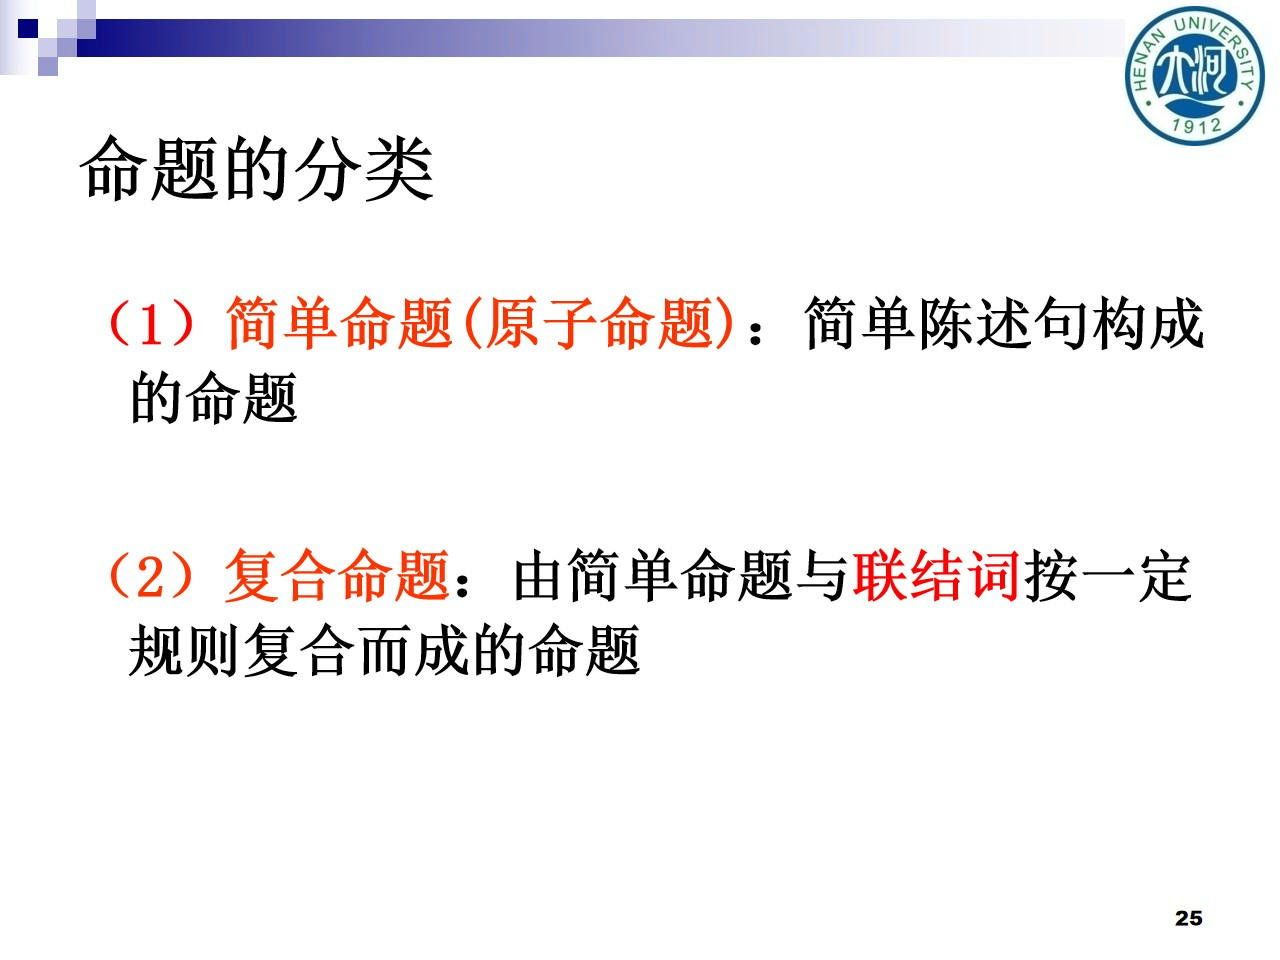 HENAN UNIVERSITY
1912
命题的分类
（1）简单命题(原子命题)：简单陈述句构成
的命题
（2）复合命题：由简单命题与联结词按一定
规则复合而成的命题
25